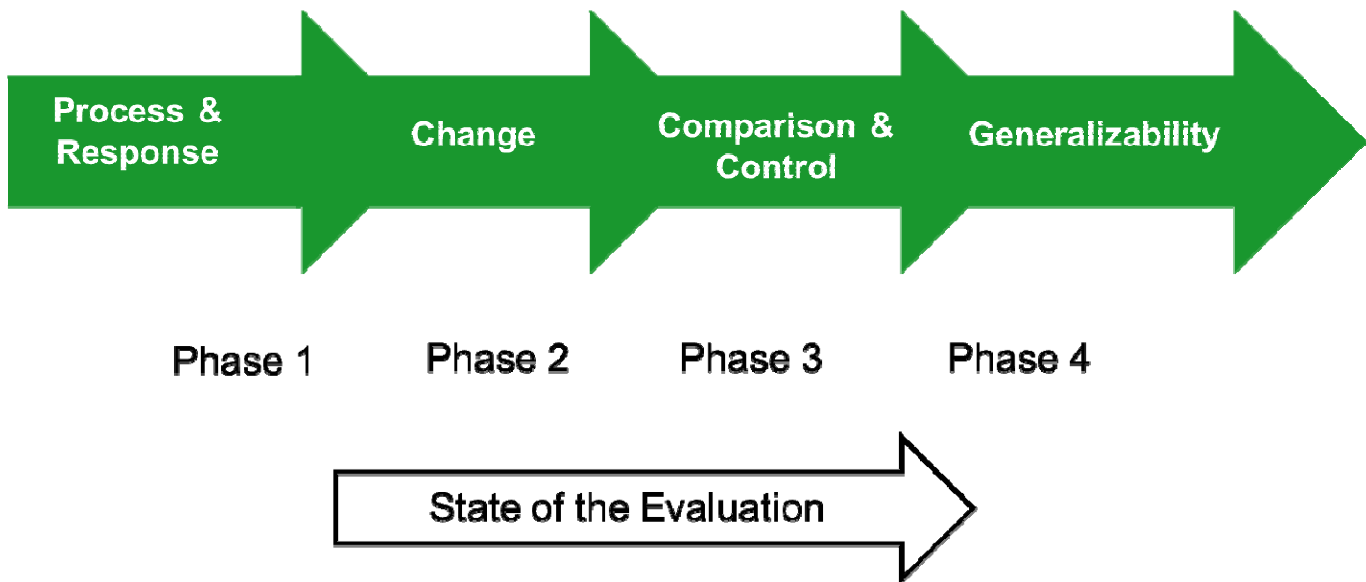 Process &
Response
Change
Comparison &
Control
Generalizability
Phase 1
Phase 2
Phase 3
Phase 4
State of the Evaluation